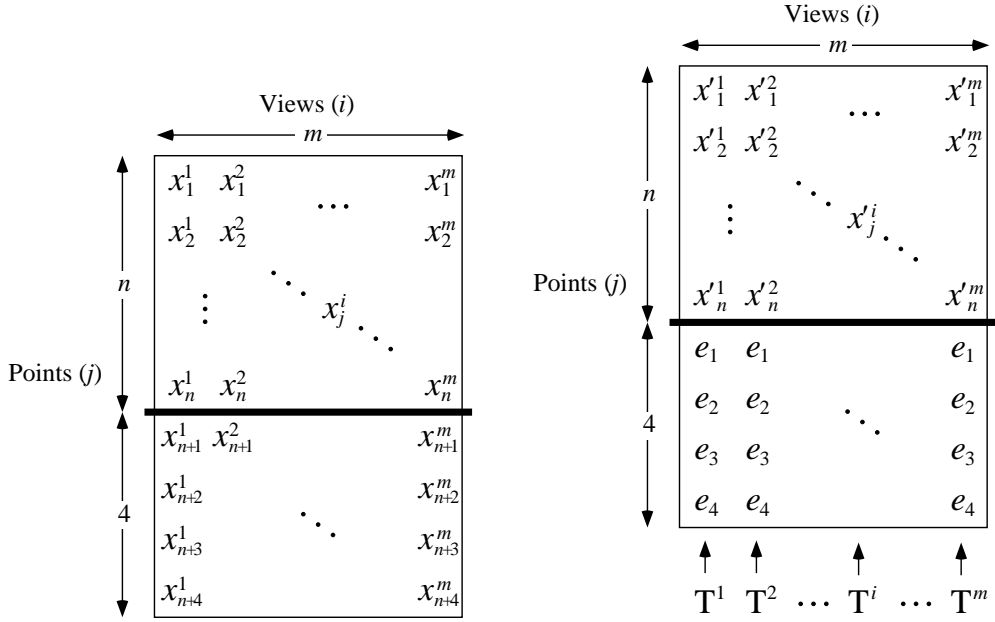 Views (i)
m
x_1^1 x_1^2 ... x_1^m
x_2^1 x_2^2 x_2^m
n
⋮ x_j^i
Points (j)
x_n^1 x_n^2 x_n^m
x_{n+1}^1 x_{n+1}^2 x_{n+1}^m
x_{n+2}^1 x_{n+2}^m
4
x_{n+3}^1 x_{n+3}^m
x_{n+4}^1 x_{n+4}^m
Views (i)
m
x'_1^1 x'_1^2 ... x'_1^m
x'_2^1 x'_2^2 x'_2^m
n
⋮ x'_j^i
Points (j)
x'_n^1 x'_n^2 x'_n^m
e_1 e_1 e_1
e_2 e_2 e_2
4
e_3 e_3 e_3
e_4 e_4 e_4
T^1 T^2 ... T^i ... T^m